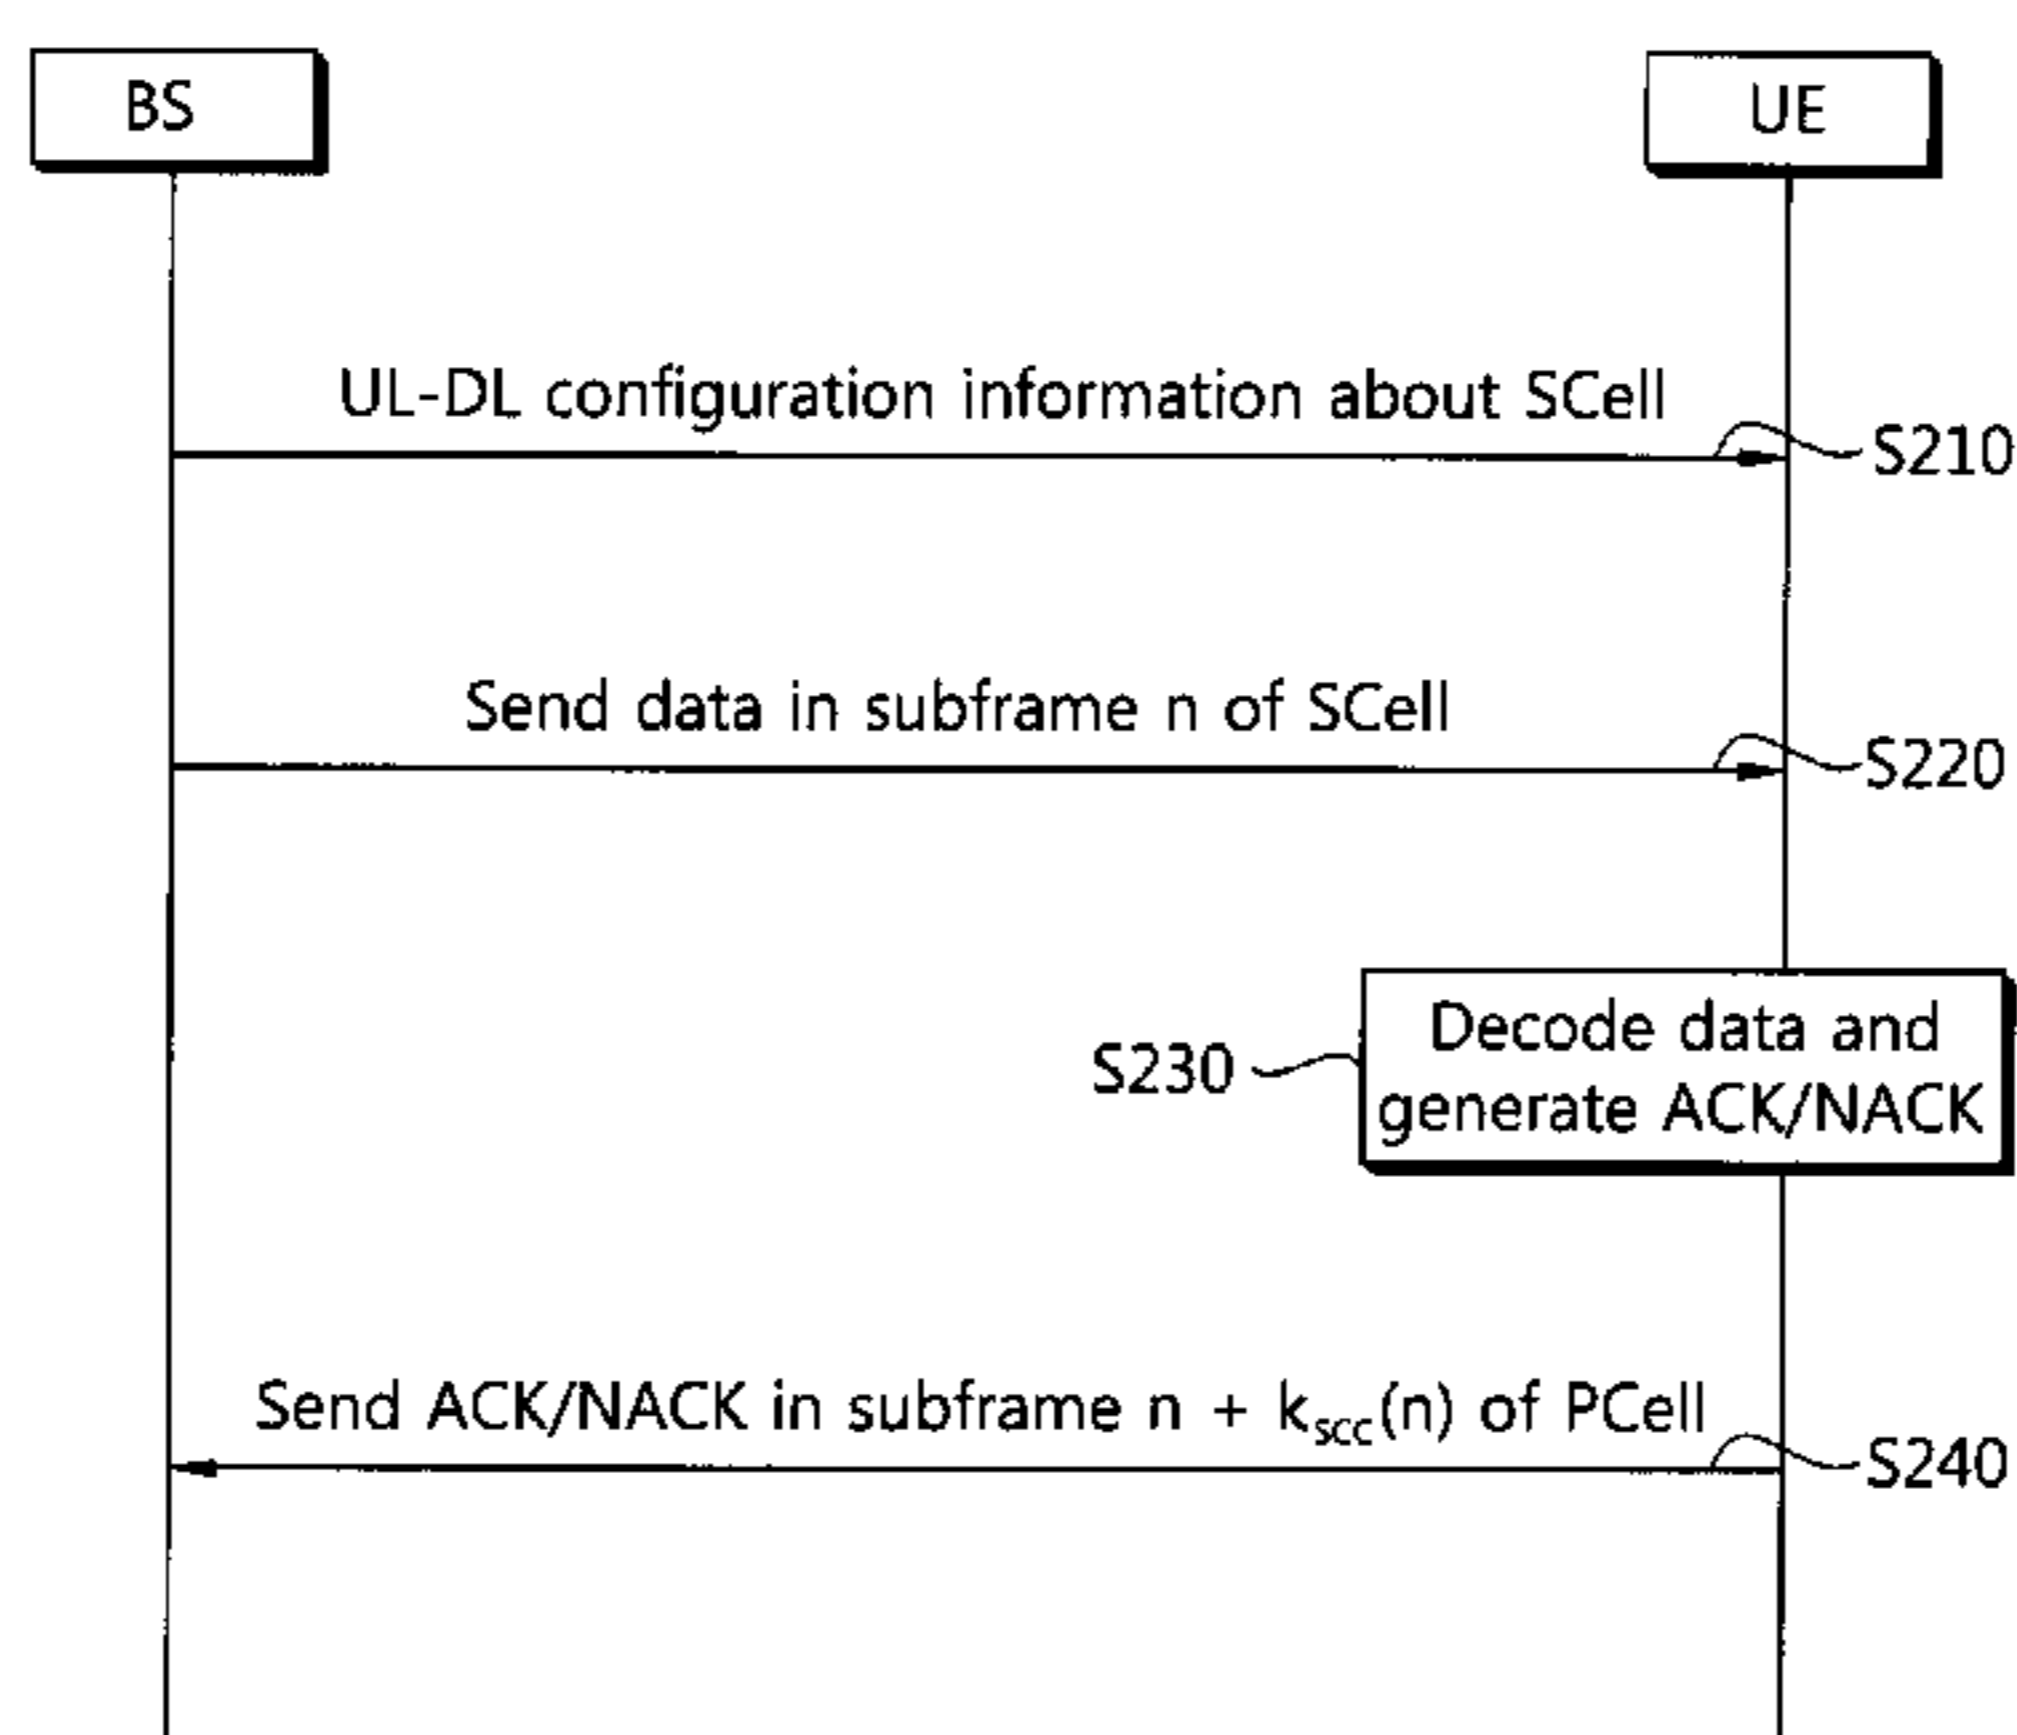 BS
UE
UL-DL configuration information about SCell
S210
Send data in subframe n of SCell
S220
Decode data and
generate ACK/NACK
S230
Send ACK/NACK in subframe n + kscc(n) of PCell
S240